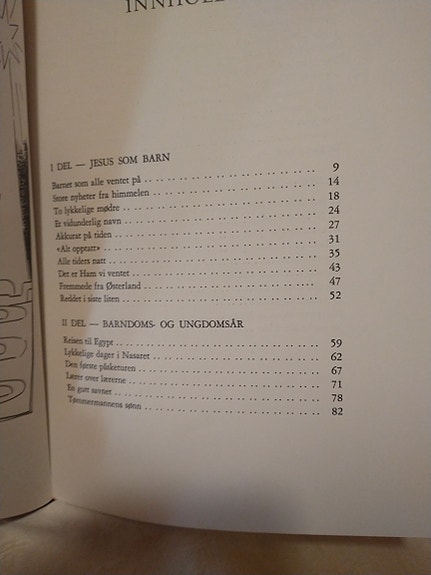 I DEL — JESUS SOM BARN
Barnet som alle ventet på 9
Store nyheter fra himmelen 14
To lykkelige mødre 18
Et vidunderlig navn 24
Akkurat på tiden 27
«Alt opptatt» 31
Alle tiders natt 35
Det er Ham vi ventet 43
Fremmede fra Østerland 47
Reddet i siste liten 52
II DEL — BARNDOMS- OG UNGDOMSÅR
Reisen til Egypt 59
Lykkelige dager i Nasaret 62
Den første påsketuren 67
Lærer over lærerne 71
En gutt savnet 78
Tømmermannens sønn 82